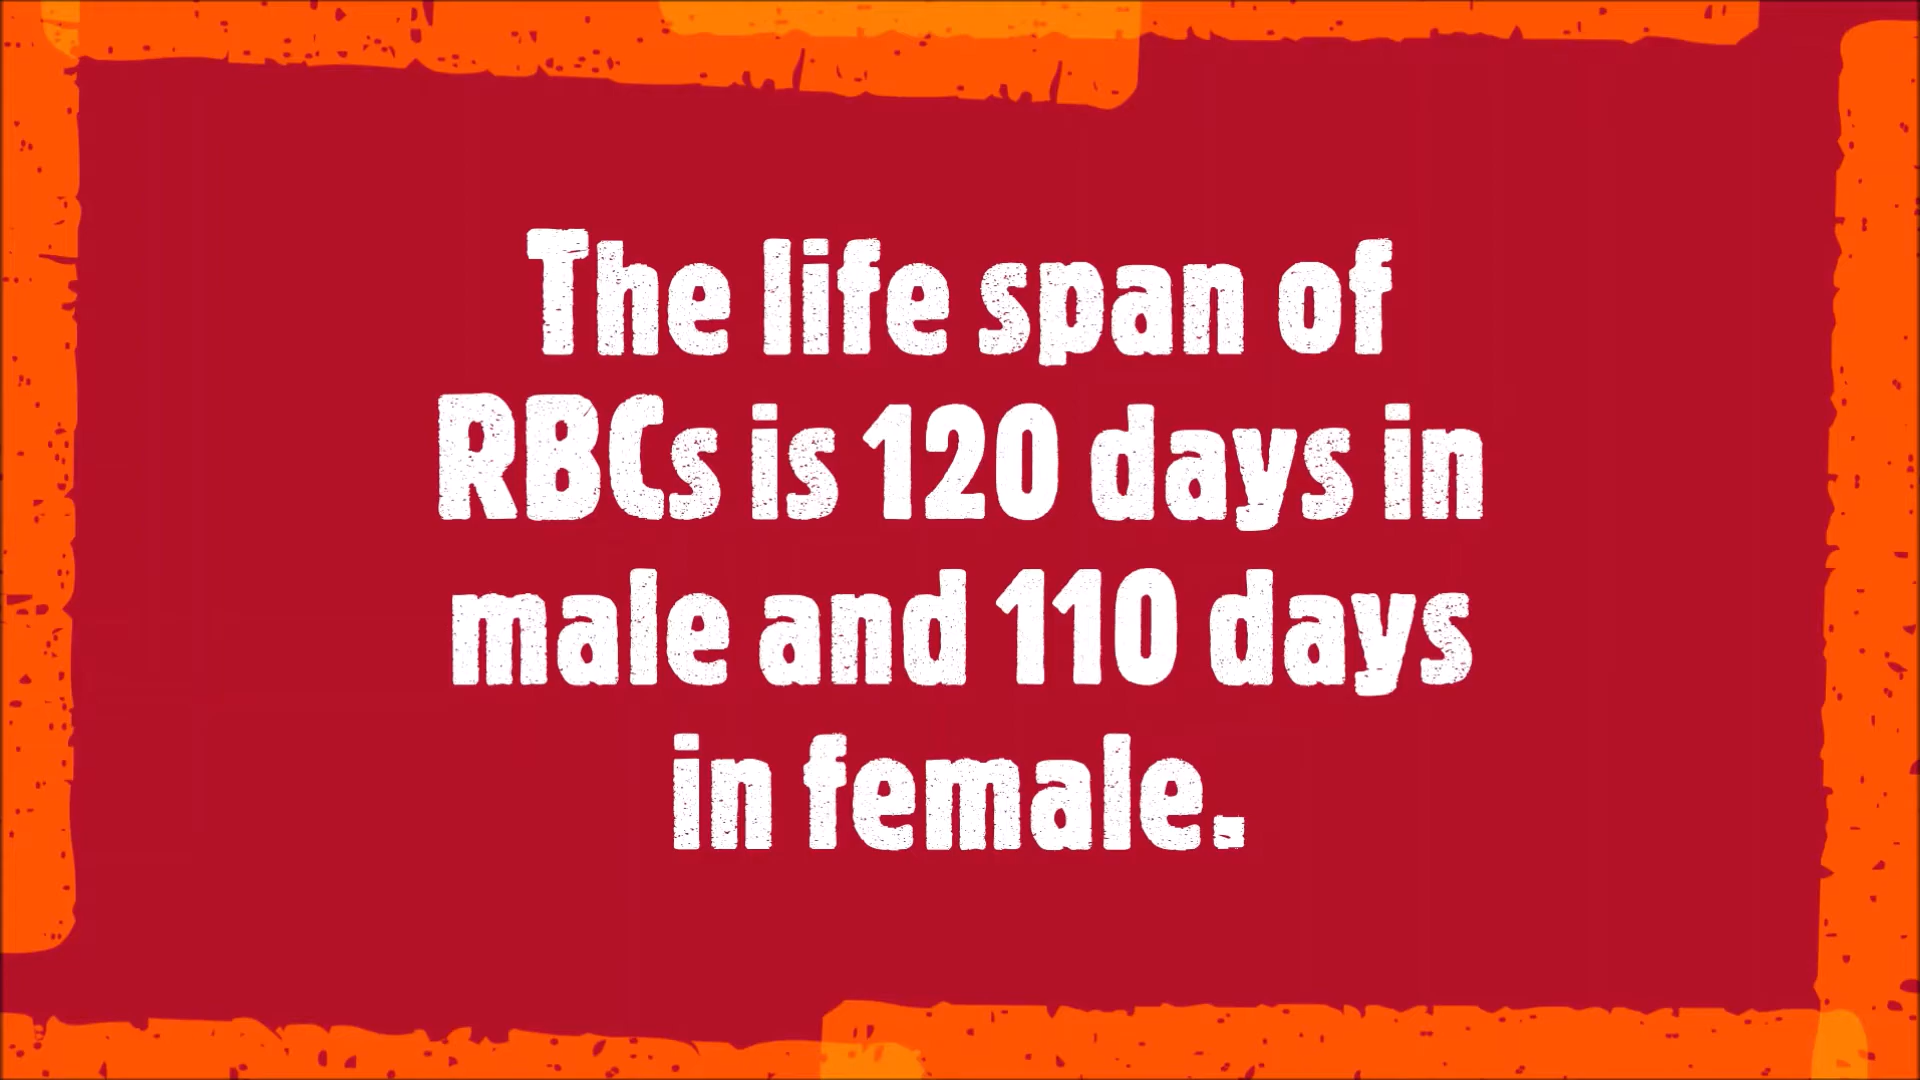 The life span of
RBCs is 120 days in
male and 110 days
in female.